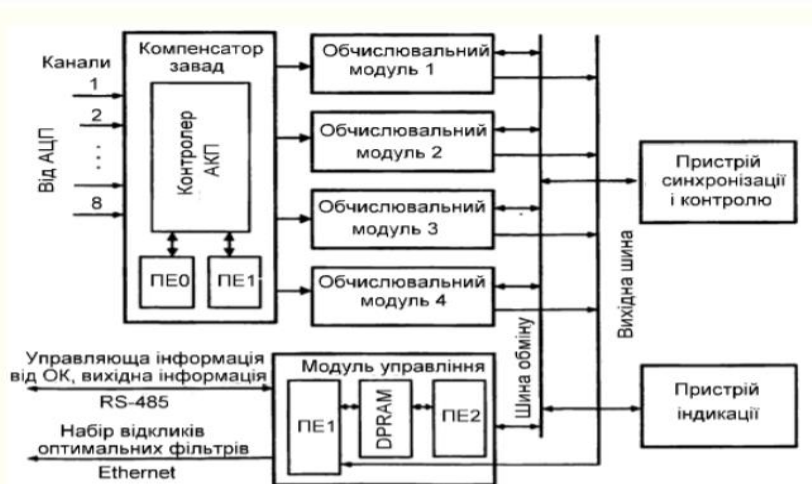 Канали
1
2
8
Від АЦП
Компенсатор
завад
Контролер
АКП
ПЕ0
ПЕ1
Обчислювальний
модуль 1
Обчислювальний
модуль 2
Обчислювальний
модуль 3
Обчислювальний
модуль 4
Шина обміну
Вихідна шина
Пристрій
синхронізації
і контролю
Управляюща інформація
від ОК, вихідна інформація
RS-485
Набір відкликів
оптимальних фільтрів
Ethernet
Модуль управління
ПЕ1
DPRAM
ПЕ2
Пристрій
індикації